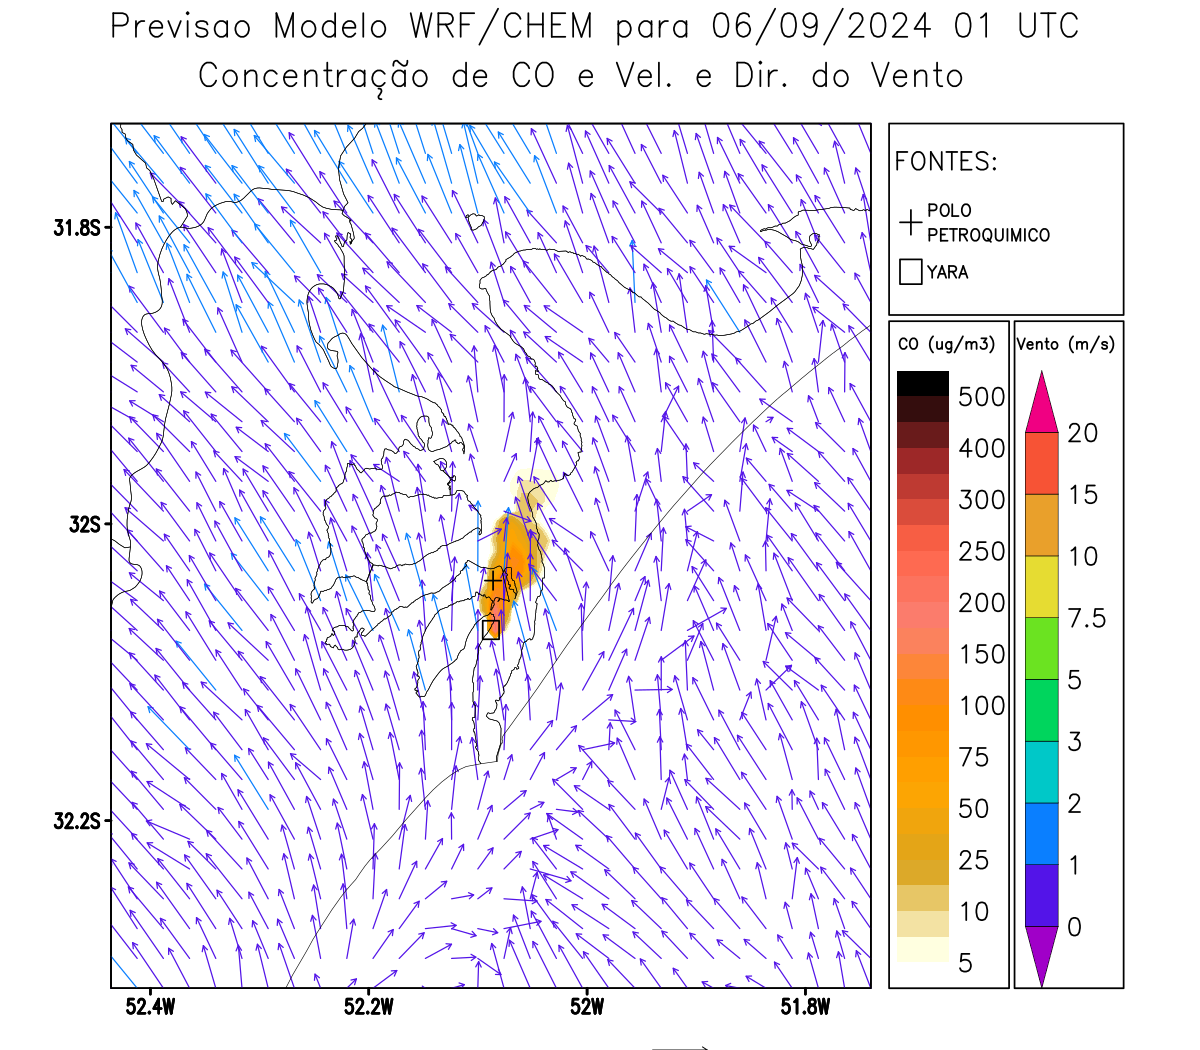 Previsao Modelo WRF/CHEM para 06/09/2024 01 UTC
Concentração de CO e Vel. e Dir. do Vento
FONTES:
POLO
PETROQUIMICO
YARA
CO (ug/m3)
500
400
300
250
200
150
100
75
50
25
10
5
Vento (m/s)
20
15
10
7.5
5
3
2
1
0
31.8S
32S
32.2S
52.4W
52.2W
52W
51.8W